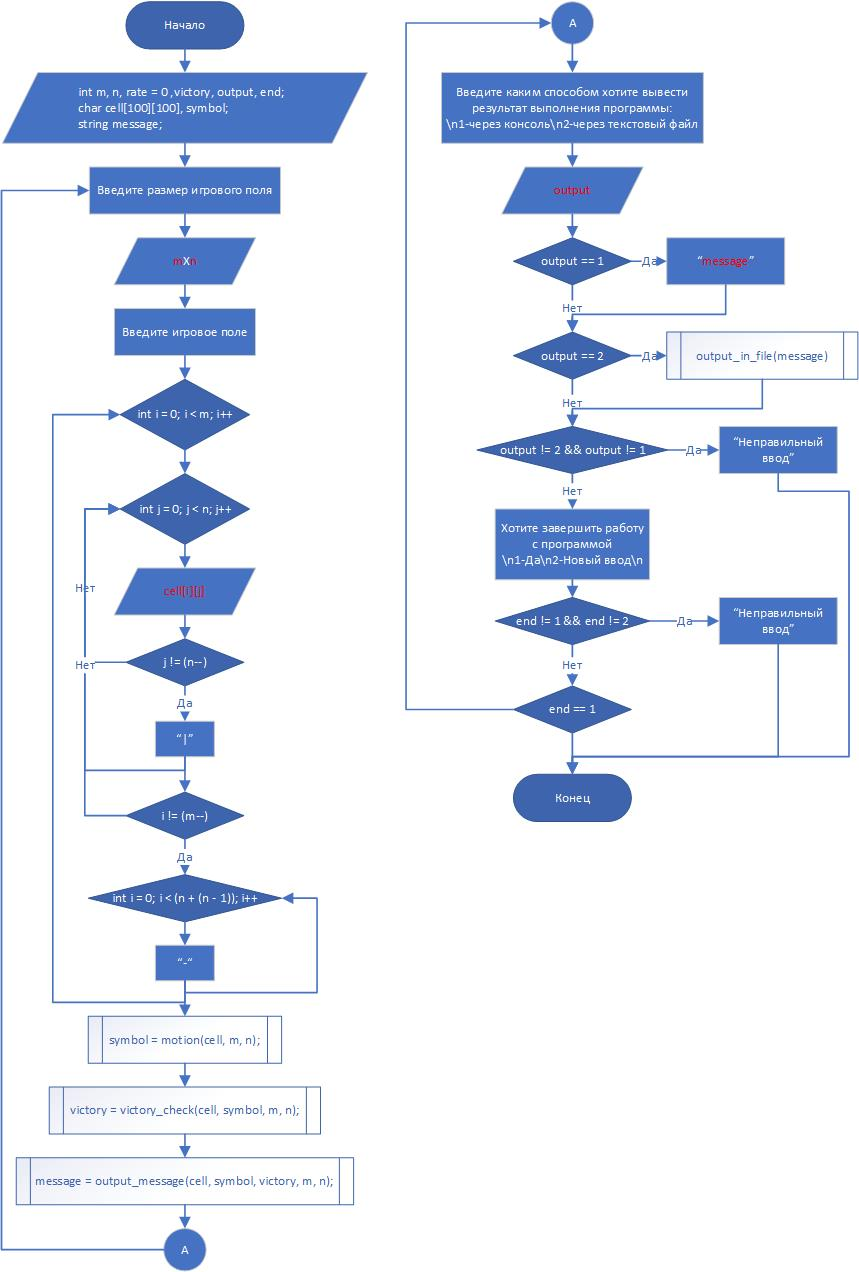 Начало
int m, n, rate = 0 ,victory, output, end;
char cell[100][100], symbol;
string message;
Введите размер игрового поля
mXn
Введите игровое поле
int i = 0; i < m; i++
int j = 0; j < n; j++
Нет
cell[i][j]
j != (n--)
Нет
Да
“|”
i != (m--)
Да
int i = 0; i < (n + (n - 1)); i++
“-“
symbol = motion(cell, m, n);
victory = victory_check(cell, symbol, m, n);
message = output_message(cell, symbol, victory, m, n);
A
A
Введите каким способом хотите вывести
результат выполнения программы:
\n1-через консоль\n2-через текстовый файл
output
output == 1
Да
“message”
Нет
output == 2
Да
output_in_file(message)
Нет
output != 2 && output != 1
Да
“Неправильный
ввод”
Нет
Хотите завершить работу
с программой
\n1-Да\n2-Новый ввод\n
end != 1 && end != 2
Да
“Неправильный
ввод”
Нет
end == 1
Конец